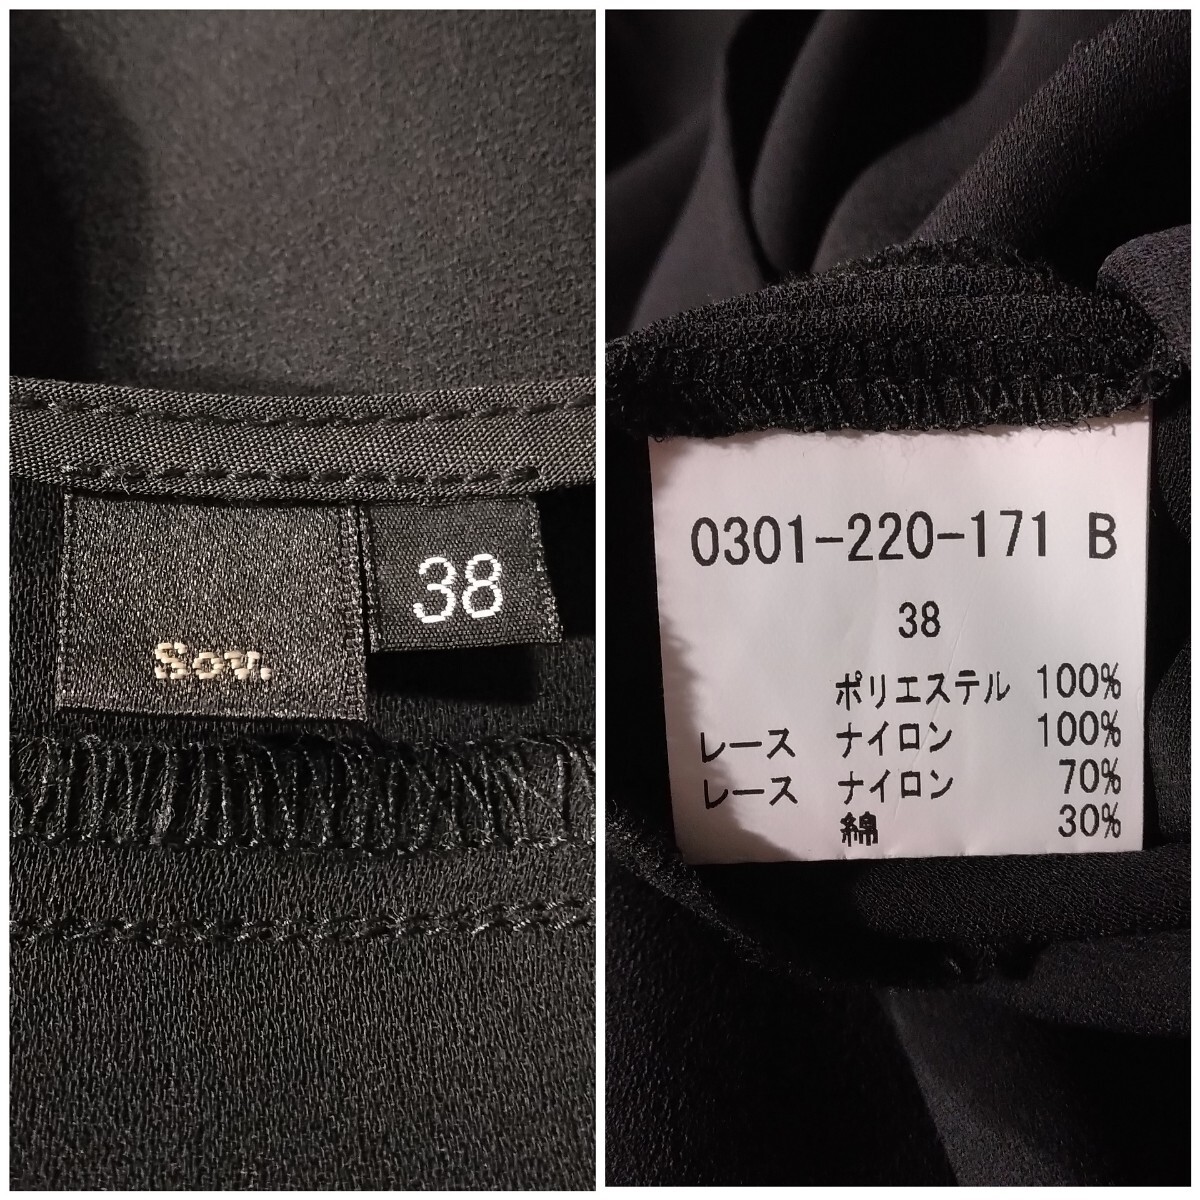 Sov.
38
0301-220-171 B
38
ポリエステル 100%
レース ナイロン 100%
レース ナイロン 70%
綿 30%